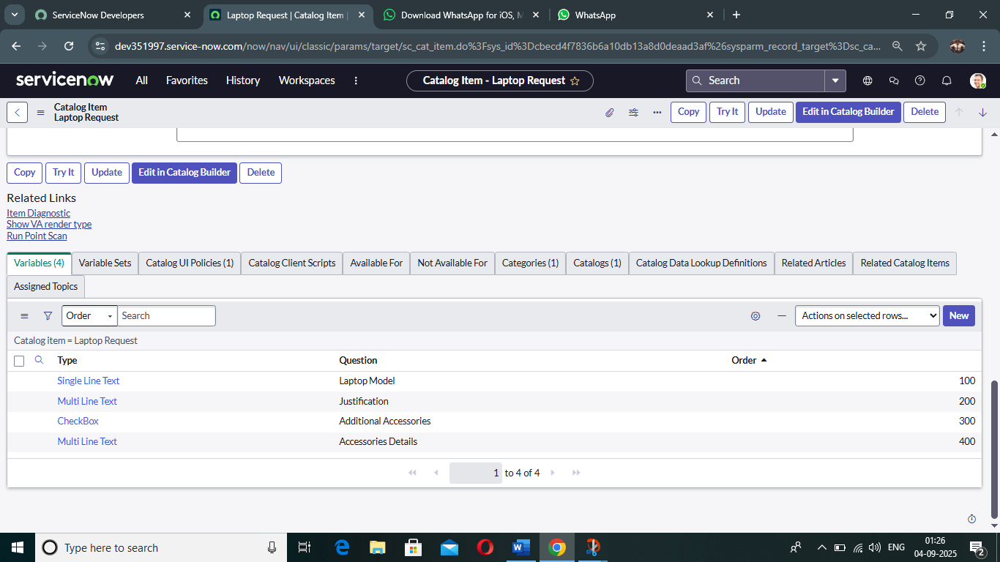 ServiceNow Developers
Laptop Request | Catalog Item |
Download WhatsApp for iOS, M
WhatsApp
dev351997.service-now.com/now/nav/ui/classic/params/target/sc_cat_item.do%3Fsys_id%3Dcbecd4f7836b6a10db13a8d0deaad3af%26sysparm_record_target%3Dsc_ca...
servicenow
All
Favorites
History
Workspaces
Catalog Item - Laptop Request
Search
Catalog Item
Laptop Request
Copy
Try It
Update
Edit in Catalog Builder
Delete
Copy
Try It
Update
Edit in Catalog Builder
Delete
Related Links
Item Diagnostic
Show VA render type
Run Point Scan
Variables (4)
Variable Sets
Catalog UI Policies (1)
Catalog Client Scripts
Available For
Not Available For
Categories (1)
Catalogs (1)
Catalog Data Lookup Definitions
Related Articles
Related Catalog Items
Assigned Topics
Order
Search
Actions on selected rows...
New
Catalog item = Laptop Request
Type Question Order
Single Line Text Laptop Model 100
Multi Line Text Justification 200
CheckBox Additional Accessories 300
Multi Line Text Accessories Details 400
1 to 4 of 4
Type here to search
ENG
01:26
04-09-2025
2